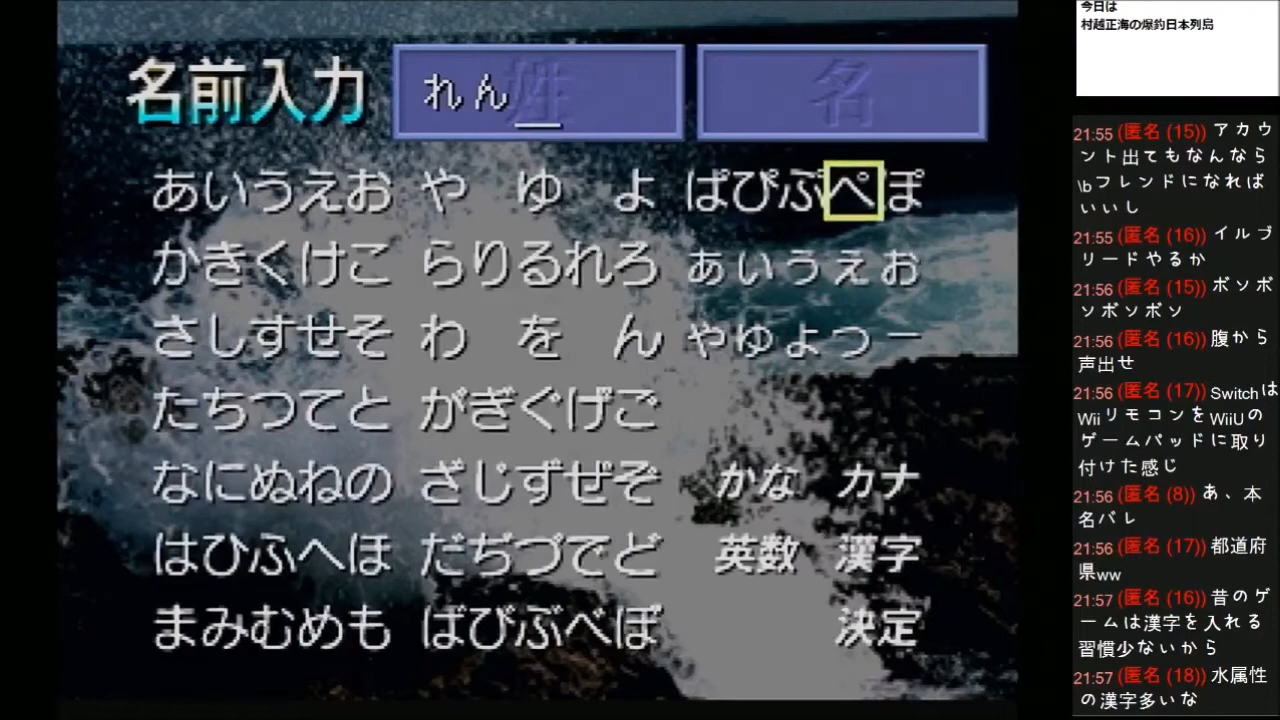 今日は
村越正海の爆釣日本列島
名前入力
れん姓
名
あいうえお や ゆ よ ぱぴぷぺぽ
かきくけこ らりるれろ ぁぃぅぇぉ
さしすせそ わ を ん ゃゅょっー
たちつてと がぎぐげご
なにぬねの ざじずぜぞ かな カナ
はひふへほ だぢづでど 英数 漢字
まみむめも ばびぶべぼ 決定
21:55 (匿名 (15)) アカウ
ント出てもなんなら
\bフレンドになれば
いいし
21:55 (匿名 (16)) イルブ
リードやるか
21:56 (匿名 (15)) ボソボ
ソボソボソ
21:56 (匿名 (16)) 腹から
声出せ
21:56 (匿名 (17)) Switchは
WiiリモコンをWiiUの
ゲームパッドに取り
付けた感じ
21:56 (匿名 (8)) あ、本
名バレ
21:56 (匿名 (17)) 都道府
県ww
21:57 (匿名 (16)) 昔のゲ
ームは漢字を入れる
習慣少ないから
21:57 (匿名 (18)) 水属性
の漢字多いな